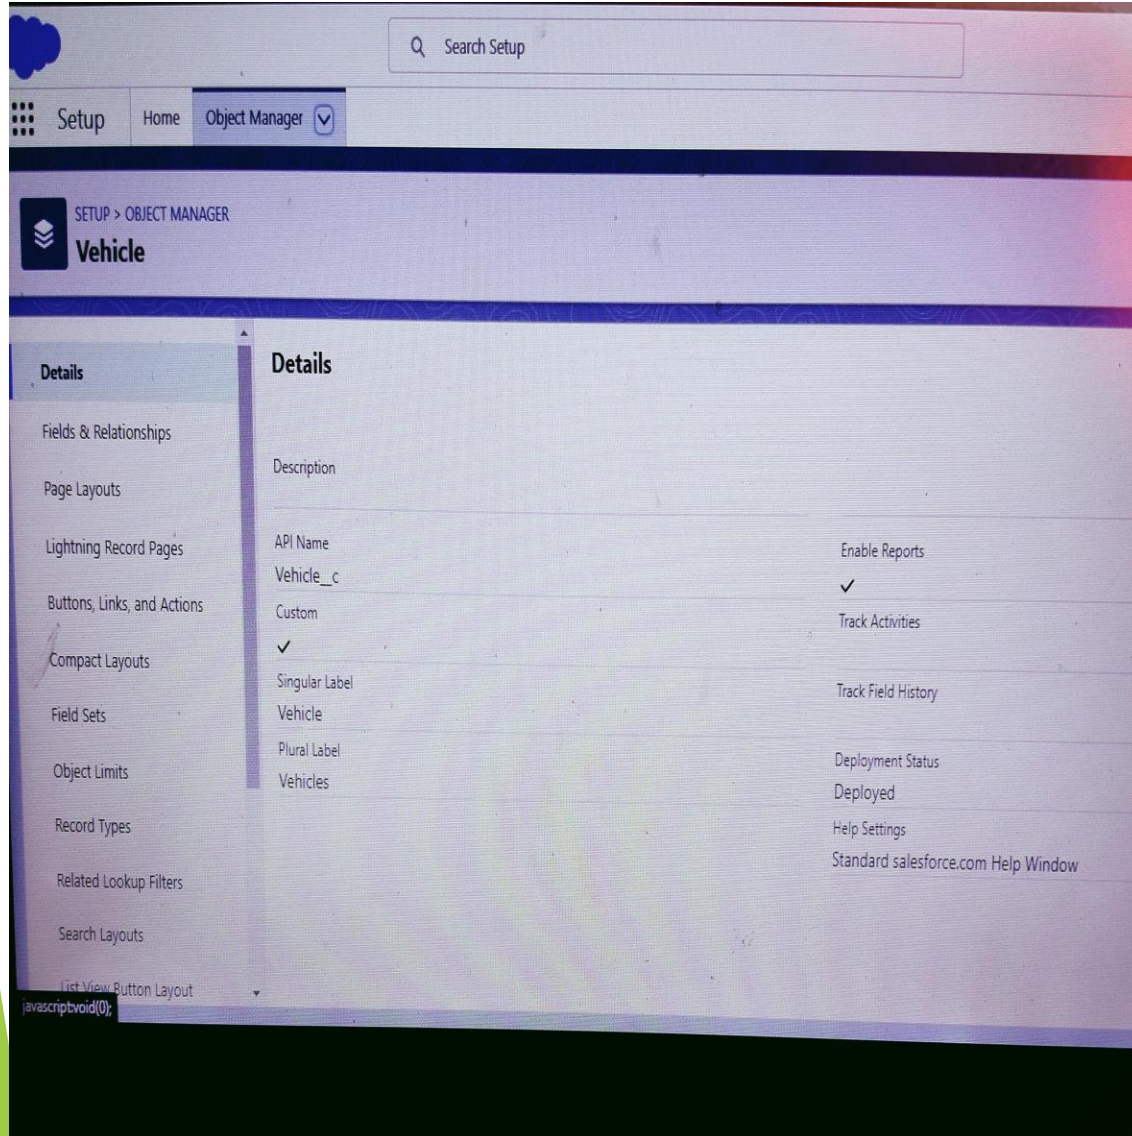 Search Setup
Setup
Home
Object Manager
SETUP > OBJECT MANAGER
Vehicle
Details
Fields & Relationships
Page Layouts
Lightning Record Pages
Buttons, Links, and Actions
Compact Layouts
Field Sets
Object Limits
Record Types
Related Lookup Filters
Search Layouts
List View Button Layout
javascript:void(0);
Details
Description
API Name
Vehicle__c
Custom
Singular Label
Vehicle
Plural Label
Vehicles
Enable Reports
Track Activities
Track Field History
Deployment Status
Deployed
Help Settings
Standard salesforce.com Help Window